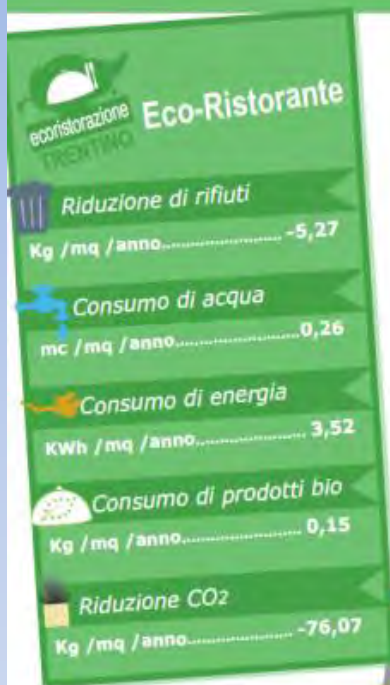 ecoristorazione
TRENTINO
Eco-Ristorante
Riduzione di rifiuti
Kg /mq /anno............................ -5,27
Consumo di acqua
mc /mq /anno............................0,26
Consumo di energia
KWh /mq /anno........................ 3,52
Consumo di prodotti bio
Kg /mq /anno............................ 0,15
Riduzione CO2
Kg /mq /anno.......................... -76,07